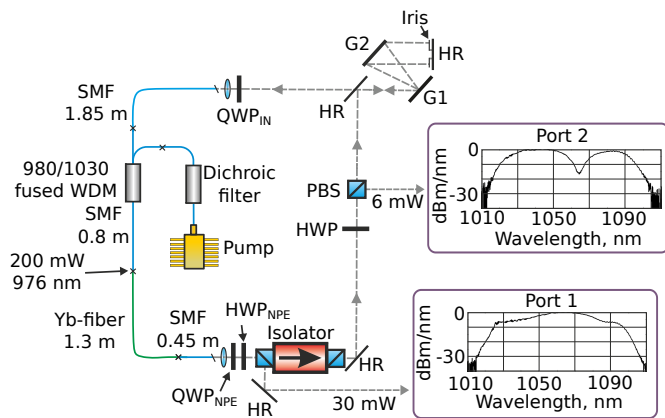 Iris
G2
HR
G1
HR
SMF
1.85 m
QWP_IN
980/1030
fused WDM
Dichroic
filter
SMF
0.8 m
Pump
200 mW
976 nm
Yb-fiber
1.3 m
SMF
0.45 m
HWP_NPE
QWP_NPE
Isolator
HR
HR
30 mW
HWP
PBS
6 mW
Port 2
dBm/nm
0
-30
1010
1050
1090
Wavelength, nm
Port 1
dBm/nm
0
-30
1010
1050
1090
Wavelength, nm